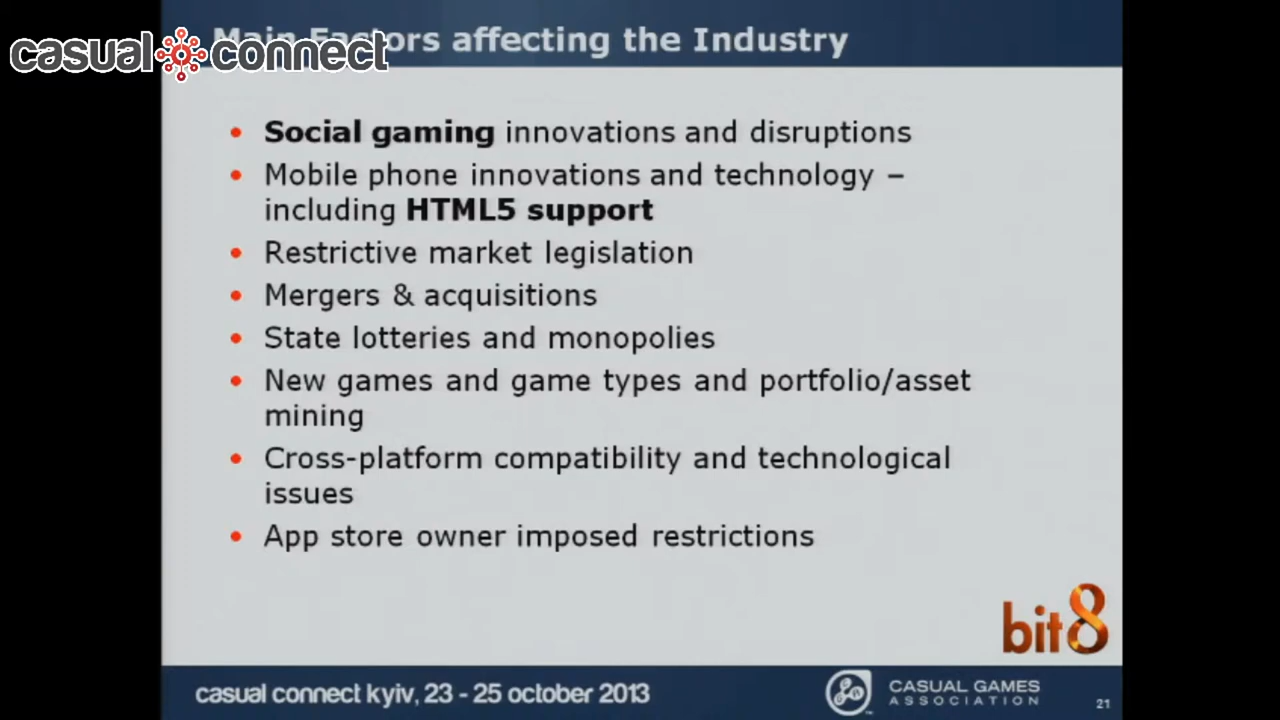 casual connect
Main Factors affecting the Industry
• Social gaming innovations and disruptions
• Mobile phone innovations and technology –
including HTML5 support
• Restrictive market legislation
• Mergers & acquisitions
• State lotteries and monopolies
• New games and game types and portfolio/asset
mining
• Cross-platform compatibility and technological
issues
• App store owner imposed restrictions
bit8
casual connect kyiv, 23 - 25 october 2013
CASUAL GAMES
ASSOCIATION
21